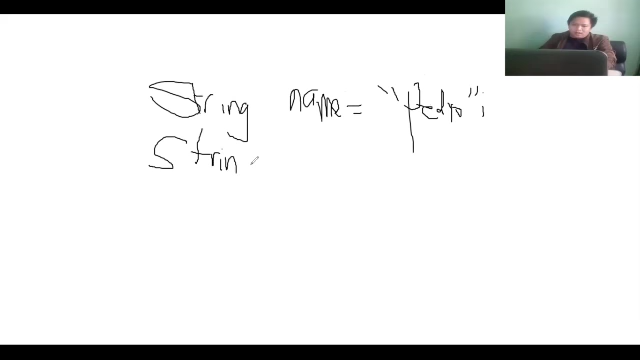 String name = "Pedro";
Strin